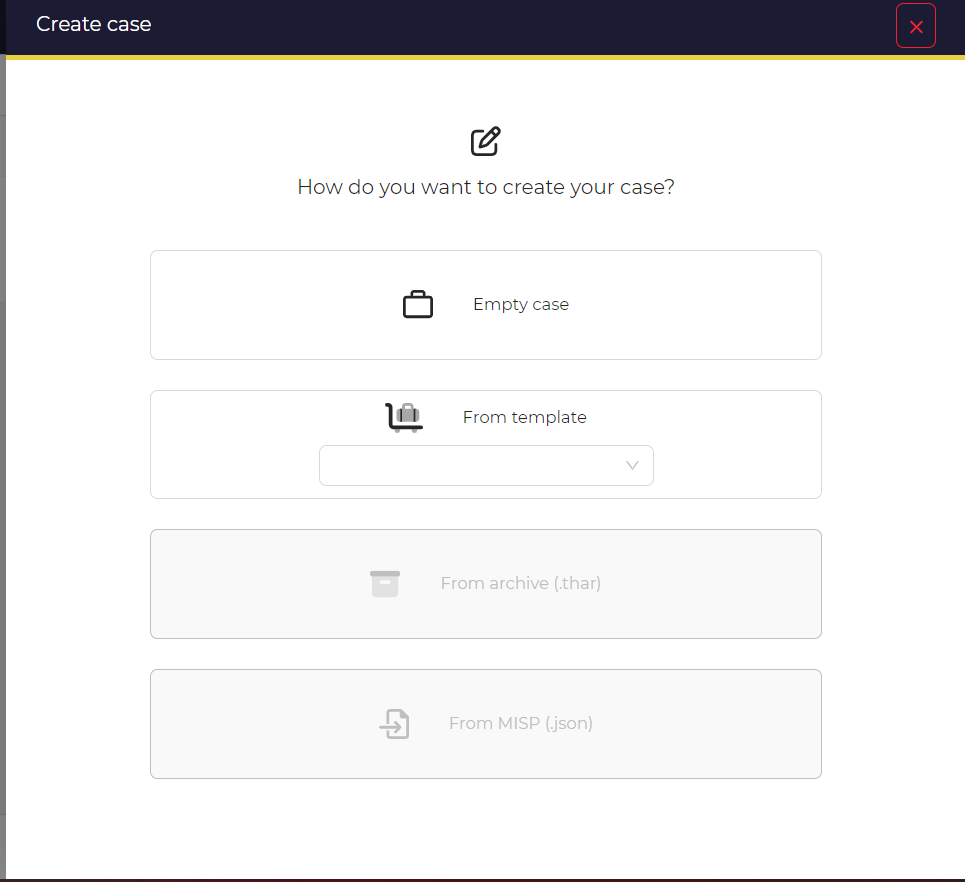 Create case
How do you want to create your case?
Empty case
From template
From archive (.thar)
From MISP (.json)